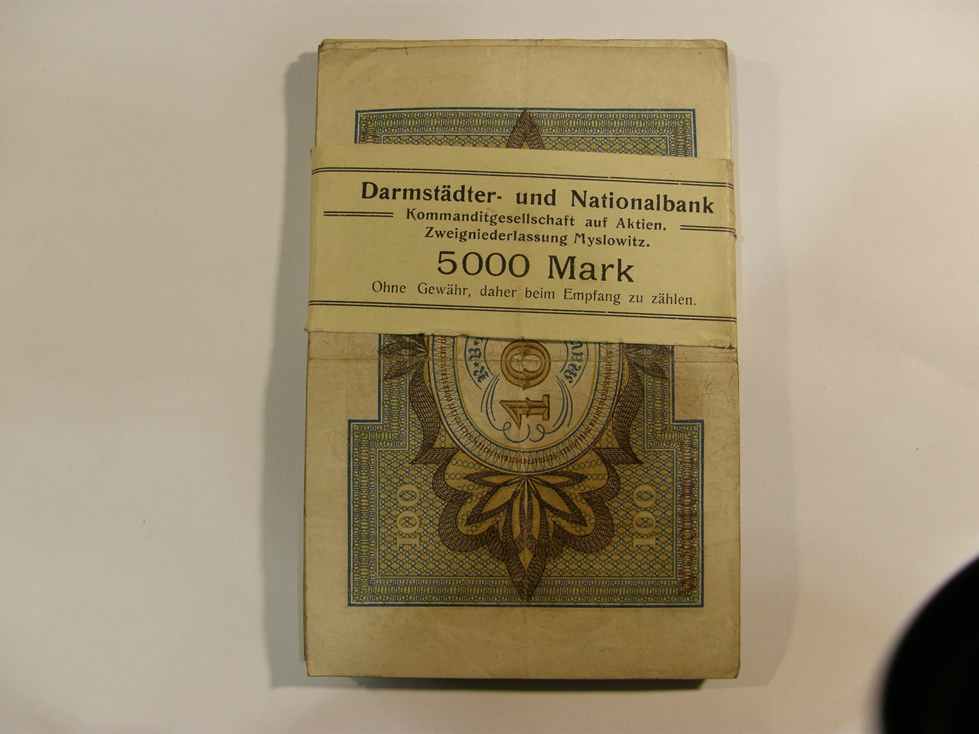 Darmstädter- und Nationalbank
Kommanditgesellschaft auf Aktien.
Zweigniederlassung Myslowitz.
5000 Mark
Ohne Gewähr, daher beim Empfang zu zählen.
100
100